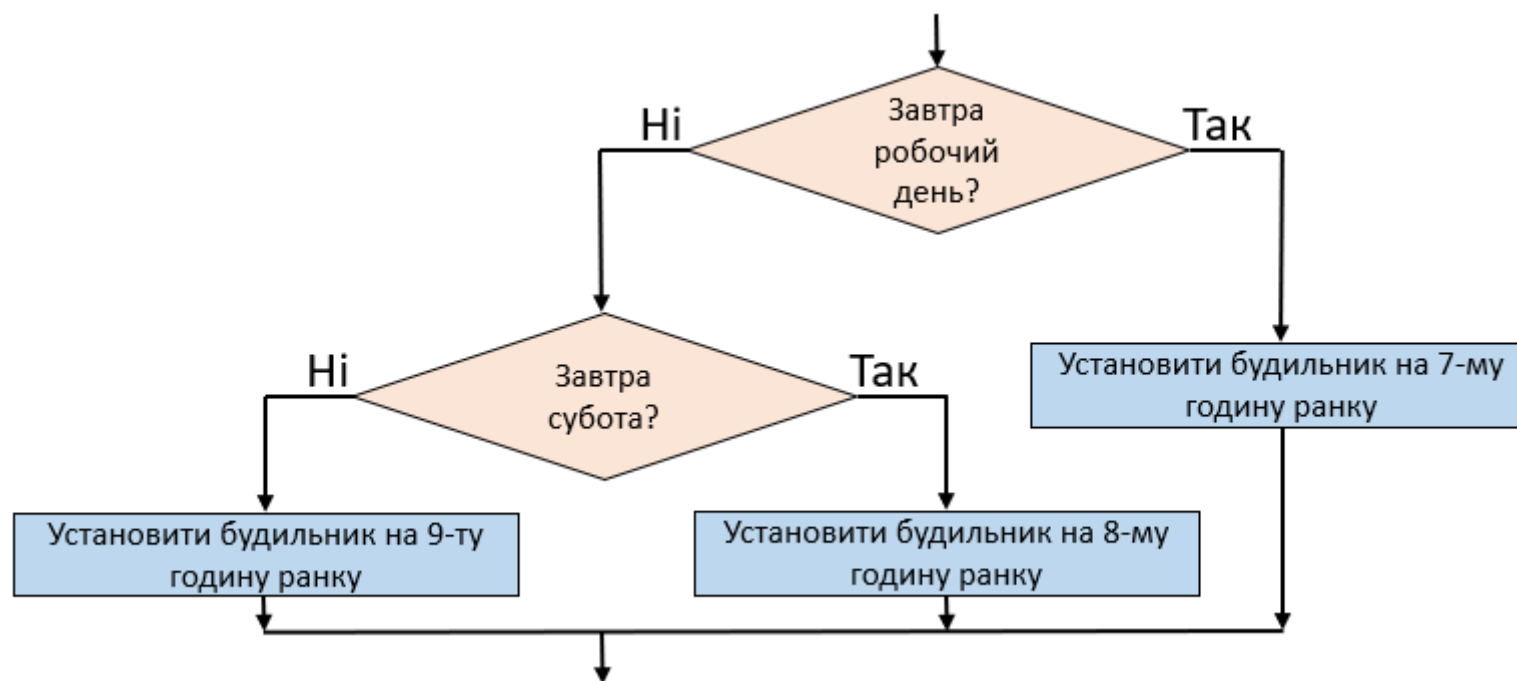 Завтра
робочий
день?
Ні
Так
Завтра
субота?
Ні
Так
Установити будильник на 7-му
годину ранку
Установити будильник на 9-ту
годину ранку
Установити будильник на 8-му
годину ранку